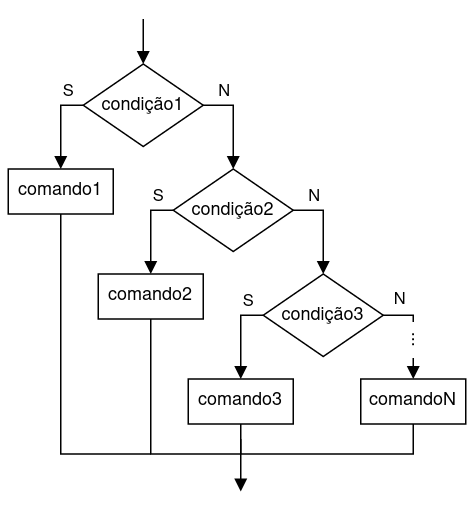 S
N
condição1
comando1
S
N
condição2
comando2
S
N
condição3
...
comando3
comandoN